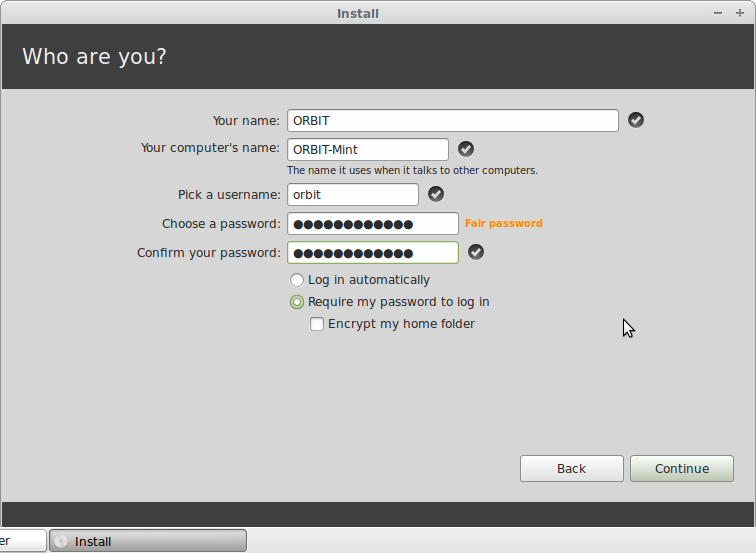 Install
Who are you?
Your name: ORBIT
Your computer's name: ORBIT-Mint
The name it uses when it talks to other computers.
Pick a username: orbit
Choose a password: ●●●●●●●●●●●● Fair password
Confirm your password: ●●●●●●●●●●●●
Log in automatically
Require my password to log in
Encrypt my home folder
Back Continue
er Install